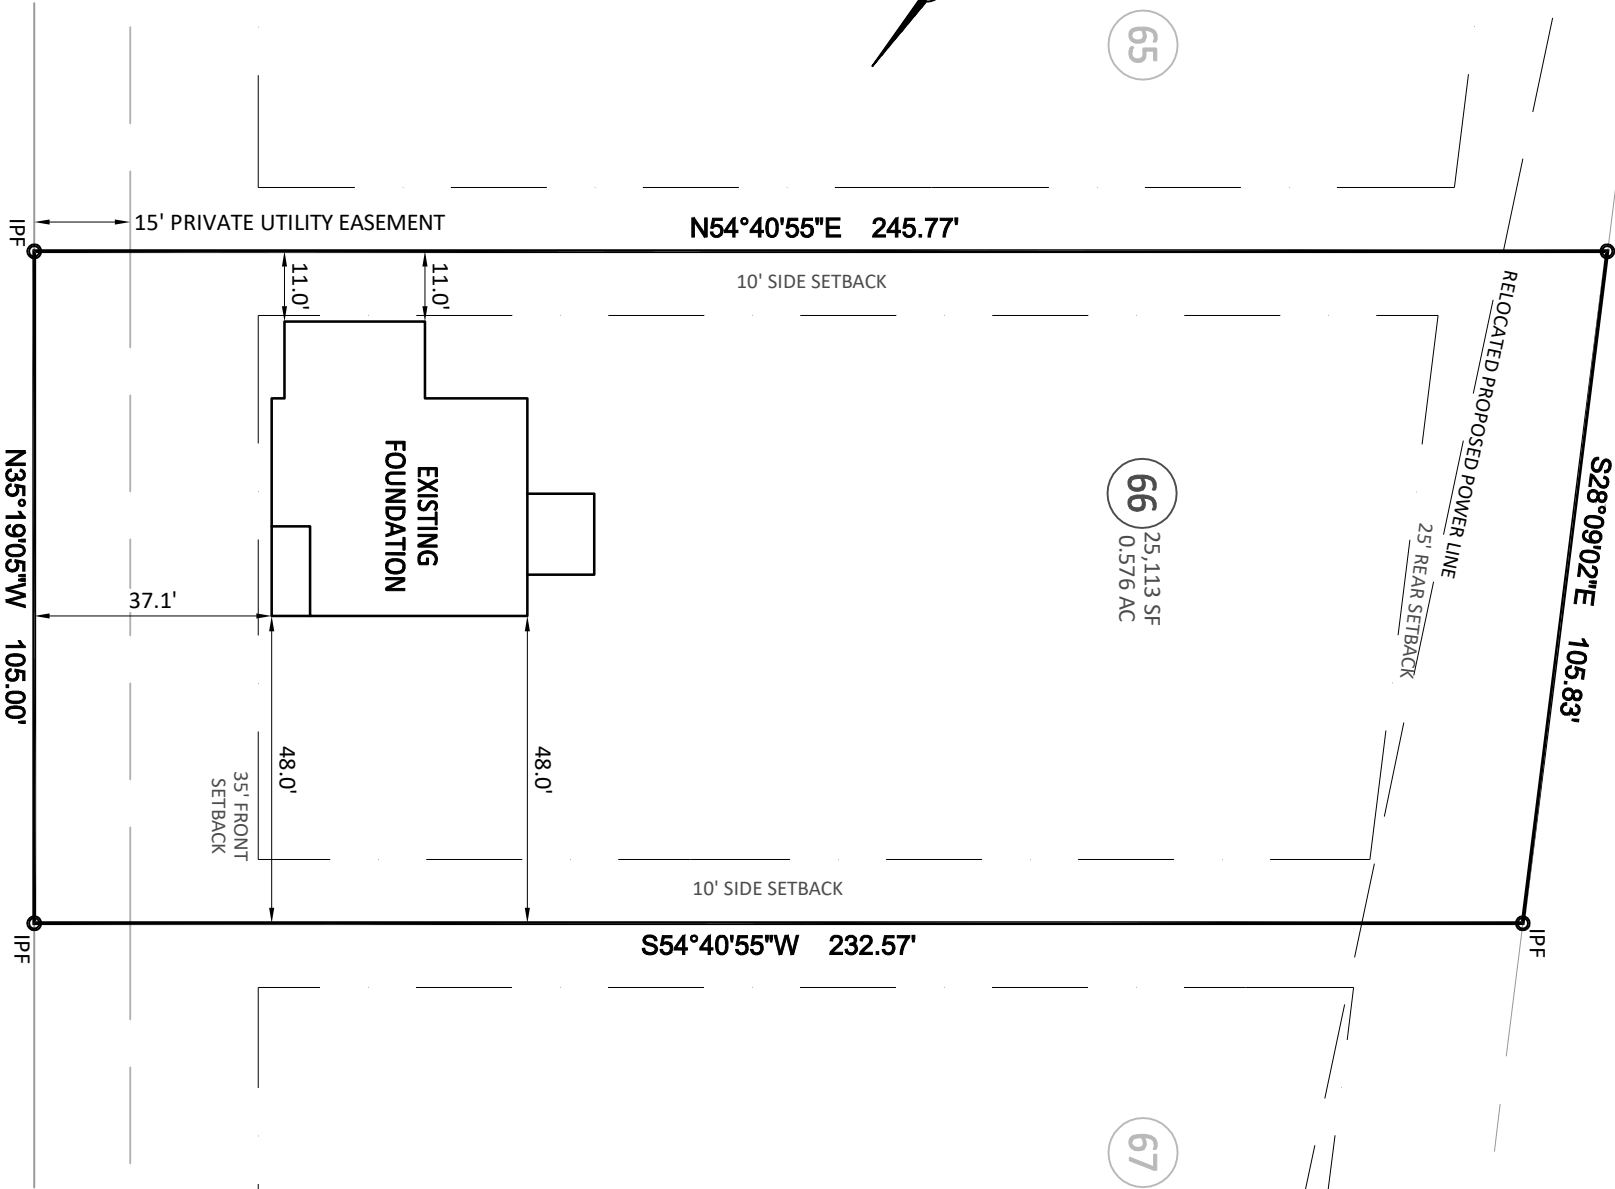 65
15' PRIVATE UTILITY EASEMENT
N54°40'55"E 245.77'
IPF
11.0'
11.0'
10' SIDE SETBACK
RELOCATED PROPOSED POWER LINE
S28°09'02"E 105.83'
25' REAR SETBACK
EXISTING
FOUNDATION
66
25,113 SF
0.576 AC
37.1'
N35°19'05"W 105.00'
48.0'
48.0'
35' FRONT
SETBACK
10' SIDE SETBACK
S54°40'55"W 232.57'
IPF
IPF
67